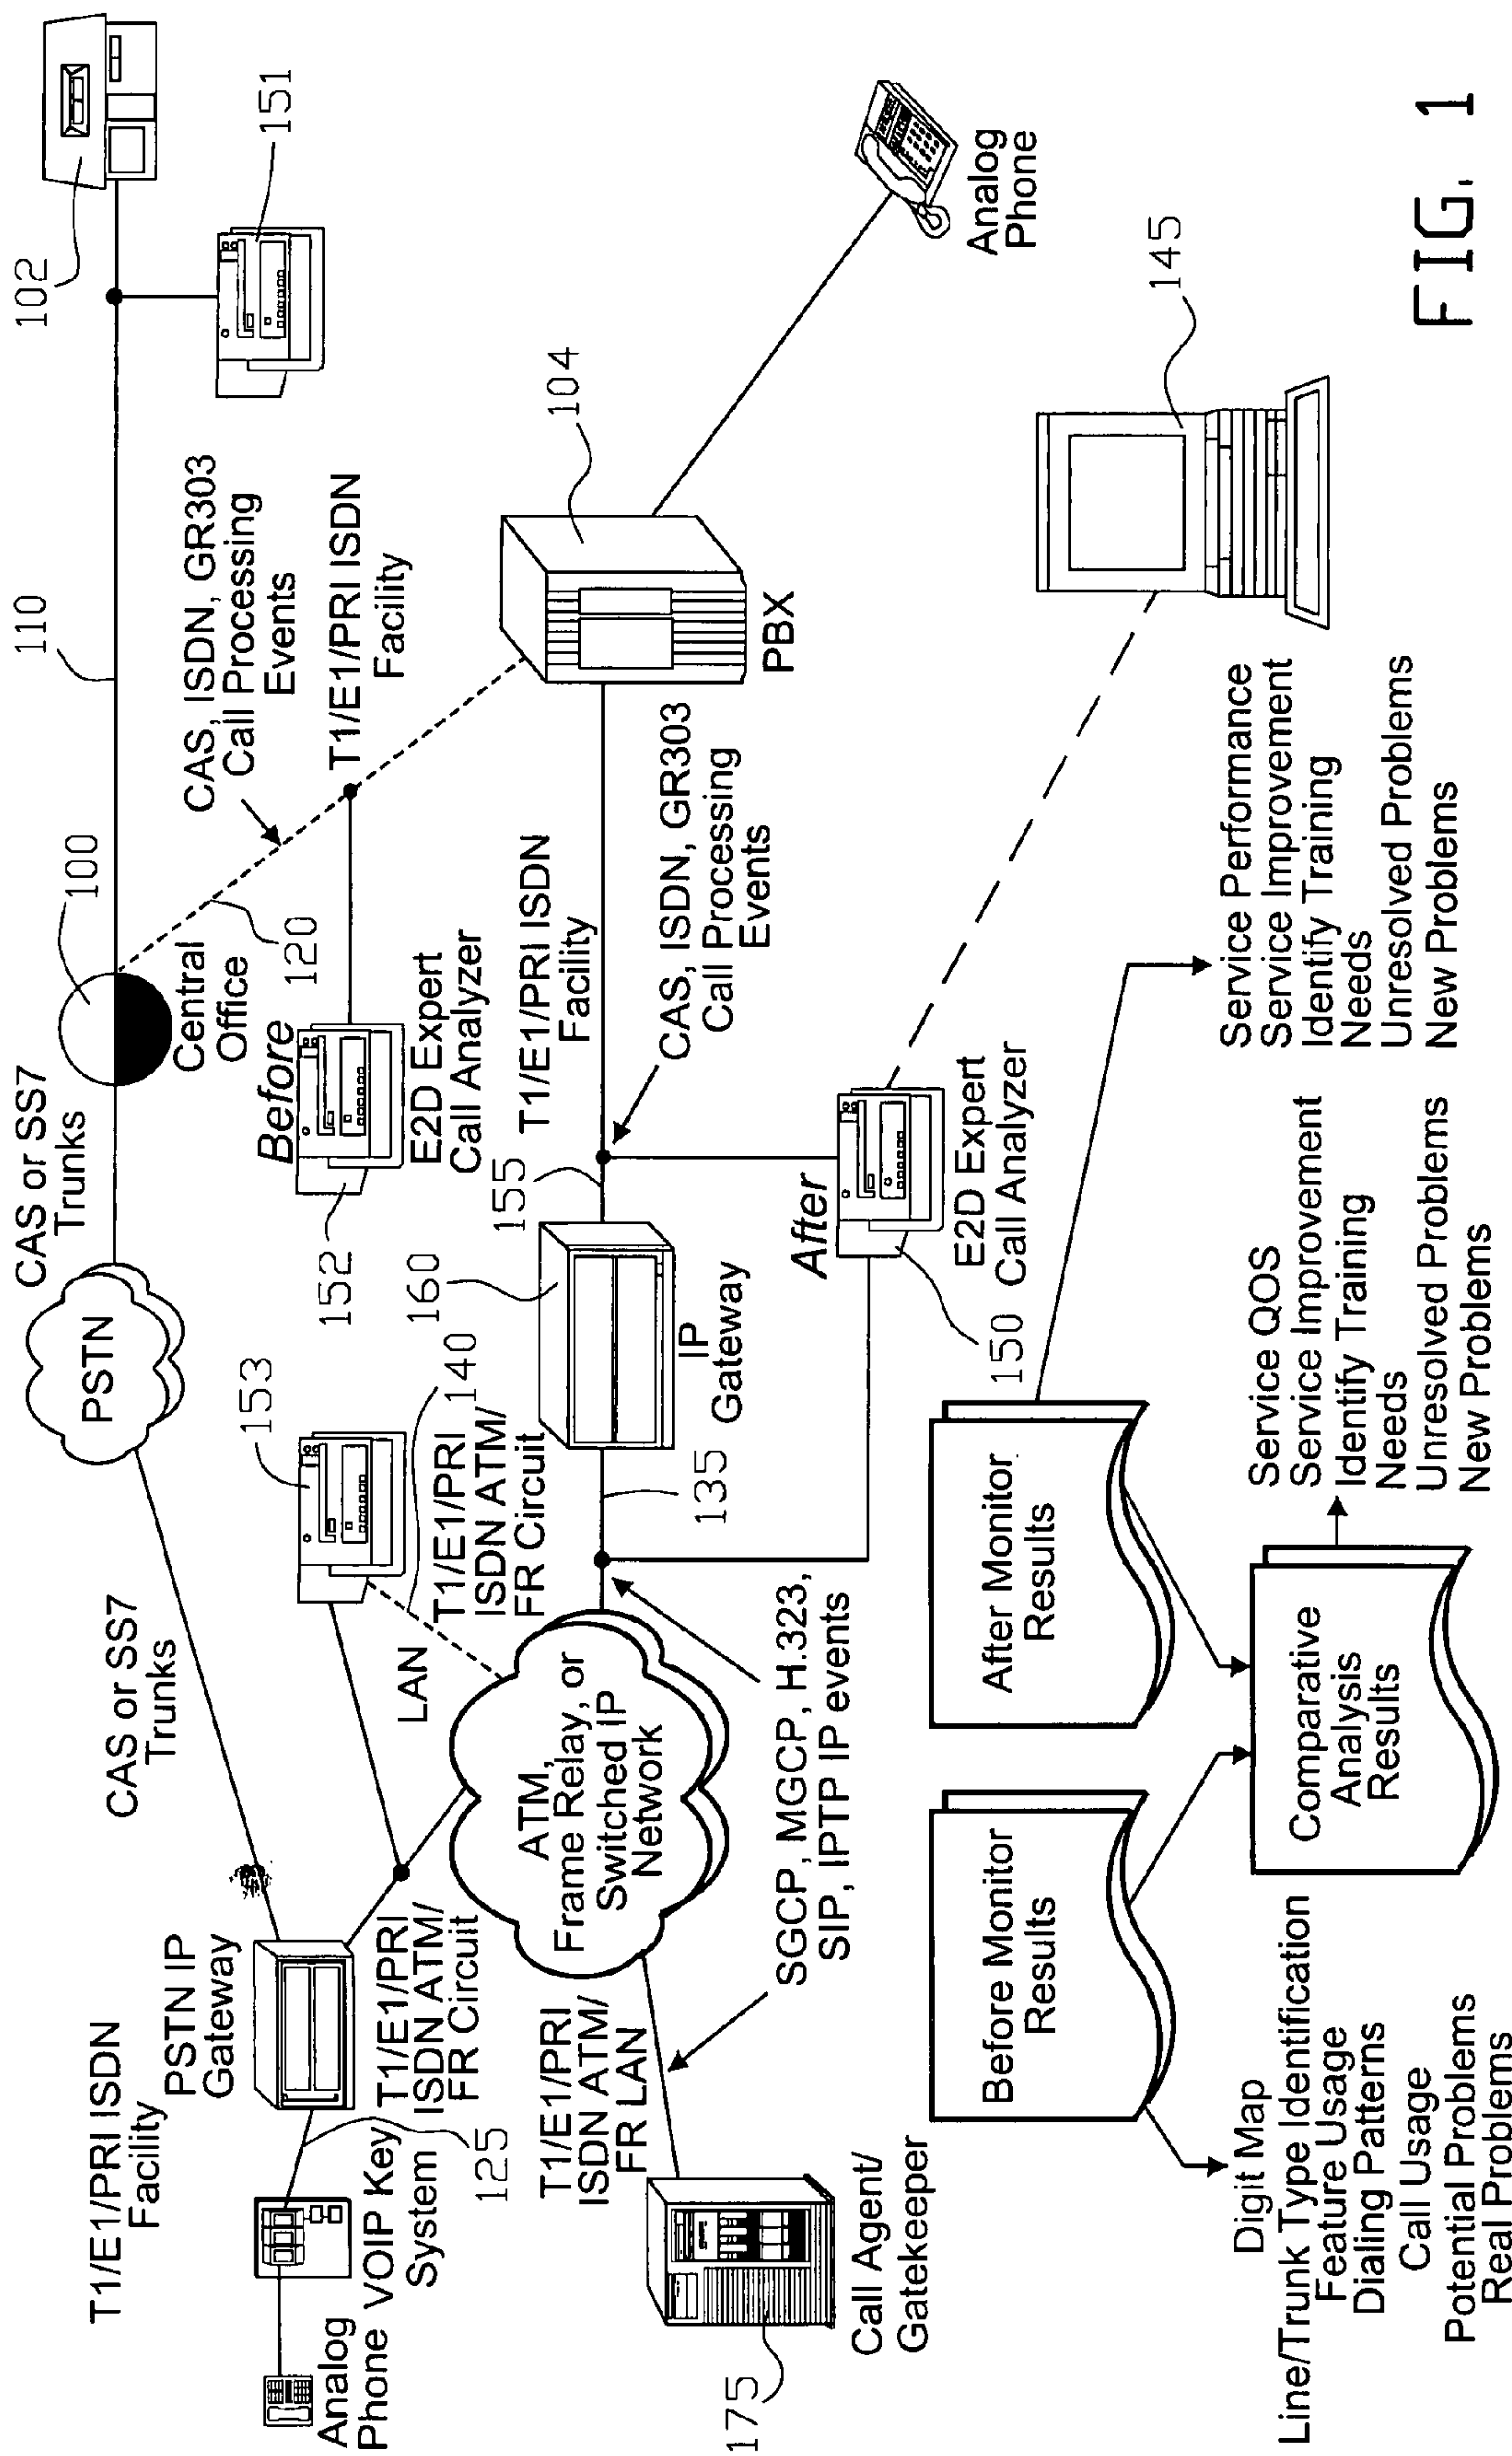 T1/E1/PRI ISDN
Facility
PSTN IP
Gateway
CAS or SS7
Trunks
PSTN
CAS or SS7
Trunks
100
Central
Office
110
102
151
CAS, ISDN, GR303
Call Processing
Events
T1/E1/PRI ISDN
Facility
120
Before
E2D Expert
Call Analyzer
152
153
140
LAN
T1/E1/PRI
ISDN ATM/
FR Circuit
Analog
Phone
VOIP Key
System
125
T1/E1/PRI
ISDN ATM/
FR Circuit
ATM,
Frame Relay, or
Switched IP
Network
135
160
IP
Gateway
155
T1/E1/PRI ISDN
Facility
CAS, ISDN, GR303
Call Processing
Events
104
PBX
Analog
Phone
T1/E1/PRI
ISDN ATM/
FR LAN
SGCP, MGCP, H.323,
SIP, IPTP IP events
175
Call Agent/
Gatekeeper
After
150
E2D Expert
Call Analyzer
145
Before Monitor
Results
After Monitor
Results
Service Performance
Service Improvement
Identify Training
Needs
Unresolved Problems
New Problems
Digit Map
Line/Trunk Type Identification
Feature Usage
Dialing Patterns
Call Usage
Potential Problems
Real Problems
Comparative
Analysis
Results
Service QOS
Service Improvement
Identify Training
Needs
Unresolved Problems
New Problems
FIG. 1